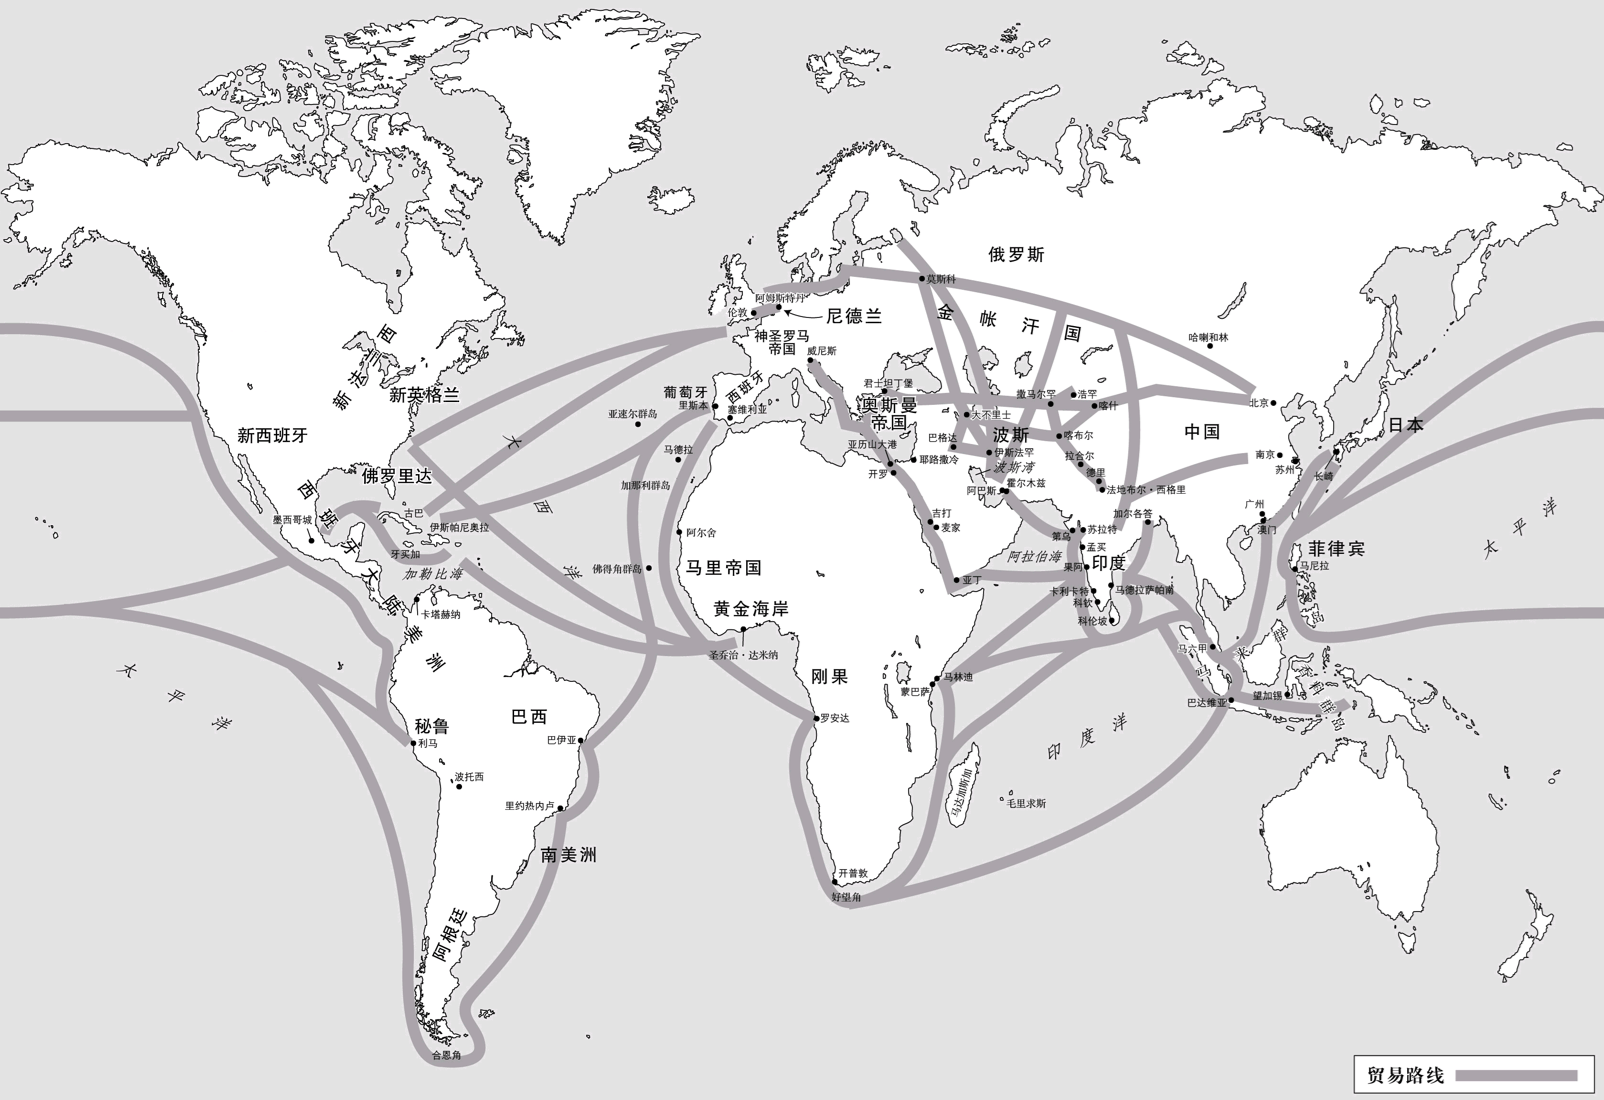 俄罗斯
莫斯科
阿姆斯特丹
伦敦
尼德兰
金帐汗国
神圣罗马
帝国
威尼斯
哈喇和林
新法兰西
新英格兰
葡萄牙
里斯本
西班牙
塞维利亚
君士坦丁堡
奥斯曼
帝国
大不里士
撒马尔罕
浩罕
喀什
北京
亚速尔群岛
新西班牙
马德拉
亚历山大港
巴格达
耶路撒冷
开罗
波斯
伊斯法罕
波斯湾
喀布尔
拉合尔
德里
法地布尔·西格里
中国
日本
南京
苏州
长崎
佛罗里达
大西洋
加那利群岛
阿巴斯
霍尔木兹
西班牙大陆美洲
墨西哥城
古巴
伊斯帕尼奥拉
牙买加
加勒比海
阿尔舍
吉打
麦家
第乌
苏拉特
加尔各答
广州
澳门
太平洋
佛得角群岛
马里帝国
阿拉伯海
孟买
果阿
印度
菲律宾
马尼拉
卡塔赫纳
黄金海岸
亚丁
卡利卡特
科钦
马德拉萨帕南
科伦坡
圣乔治·达米纳
马六甲
马来群岛
太平洋
刚果
马林迪
蒙巴萨
巴达维亚
望加锡
香料群岛
秘鲁
利马
巴西
巴伊亚
罗安达
印度洋
波托西
里约热内卢
马达加斯加
毛里求斯
南美洲
开普敦
好望角
阿根廷
合恩角
贸易路线